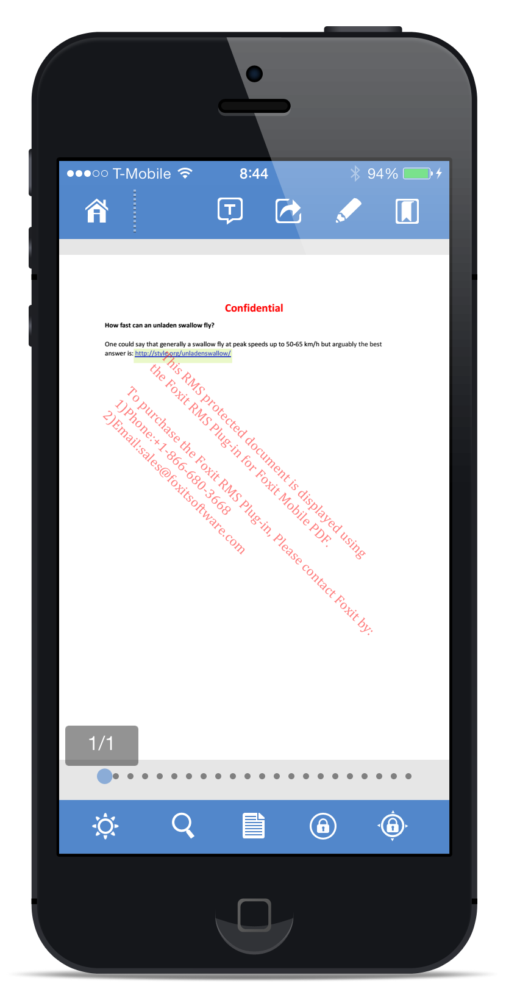 T-Mobile 8:44 94%
T
Confidential
How fast can an unladen swallow fly?
One could say that generally a swallow fly at peak speeds up to 50-65 km/h but arguably the best
answer is: http://style.org/unladenswallow/
This RMS protected document is displayed using
the Foxit RMS Plug-in for Foxit Mobile PDF.
To purchase the Foxit RMS Plug-in, Please contact Foxit by:
1)Phone:+1-866-680-3668
2)Email:sales@foxitsoftware.com
1/1